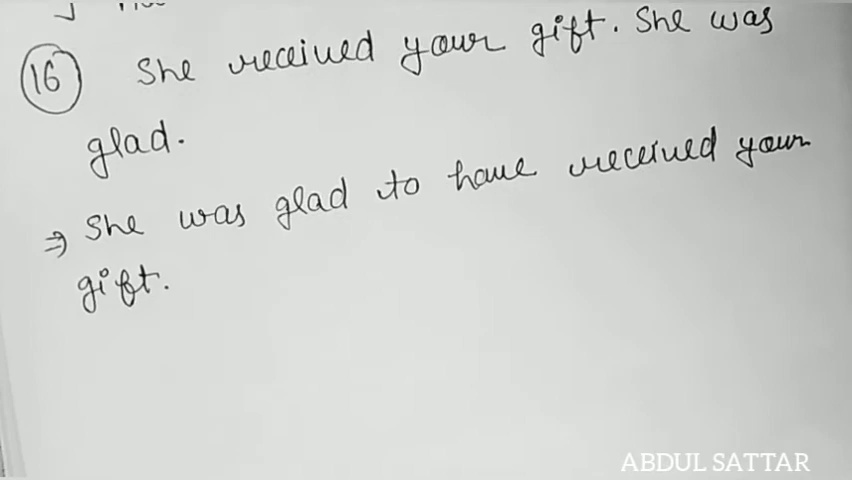 16 She received your gift. She was
glad.
⇒ She was glad to have received your
gift.
ABDUL SATTAR